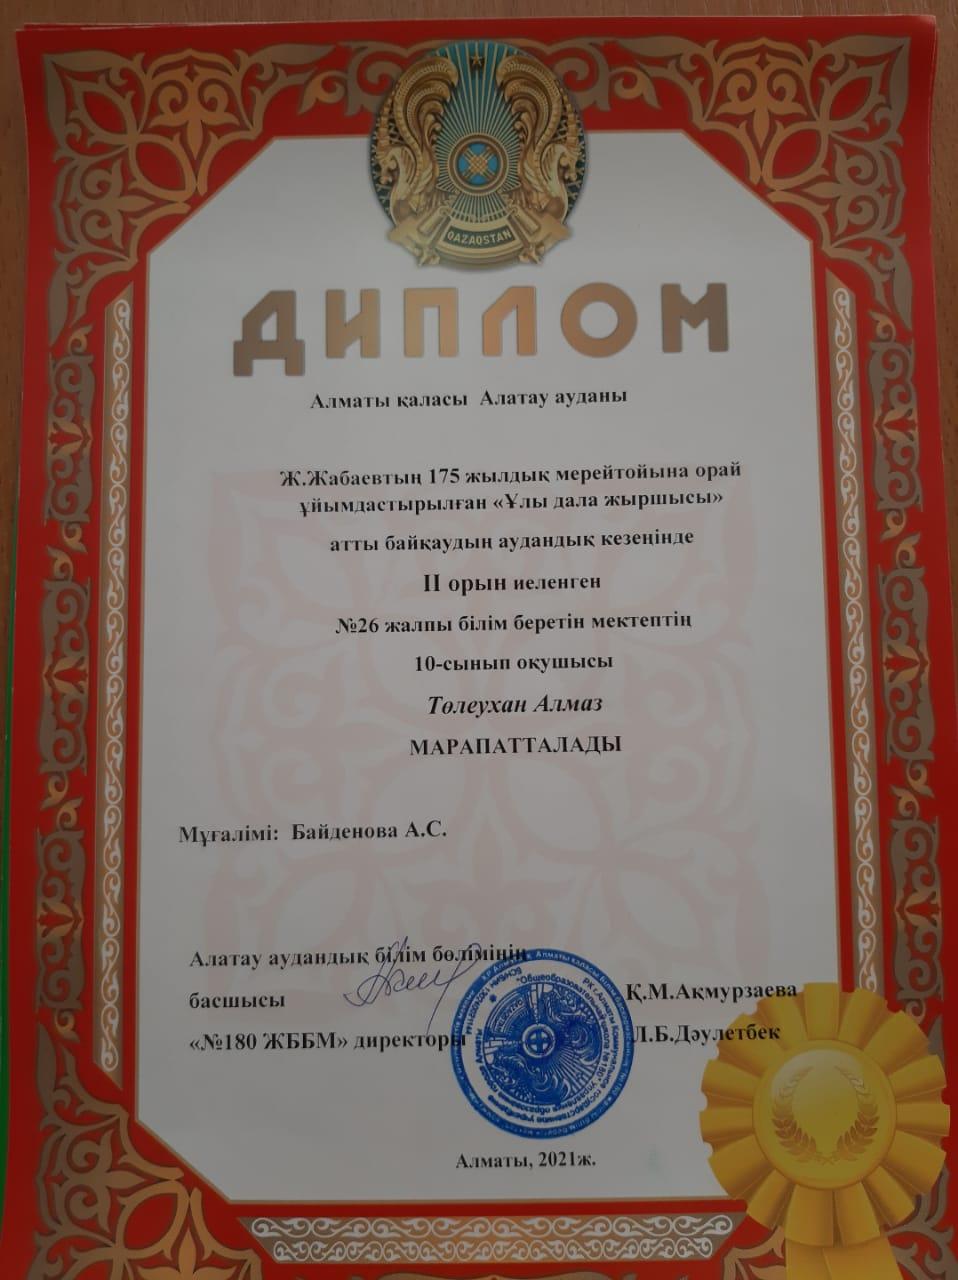 QAZAQSTAN
ДИПЛОМ
Алматы қаласы Алатау ауданы
Ж.Жабаевтың 175 жылдық мерейтойына орай
ұйымдастырылған «Ұлы дала жыршысы»
атты байқаудың аудандық кезеңінде
II орын иеленген
№26 жалпы білім беретін мектептің
10-сынып оқушысы
Төлеухан Алмаз
МАРАПАТТАЛАДЫ
Мұғалімі: Байденова А.С.
Алатау аудандық білім бөлімінің
басшысы Қ.М.Ақмурзаева
«№180 ЖББМ» директоры Л.Б.Дәулетбек
Алматы, 2021ж.